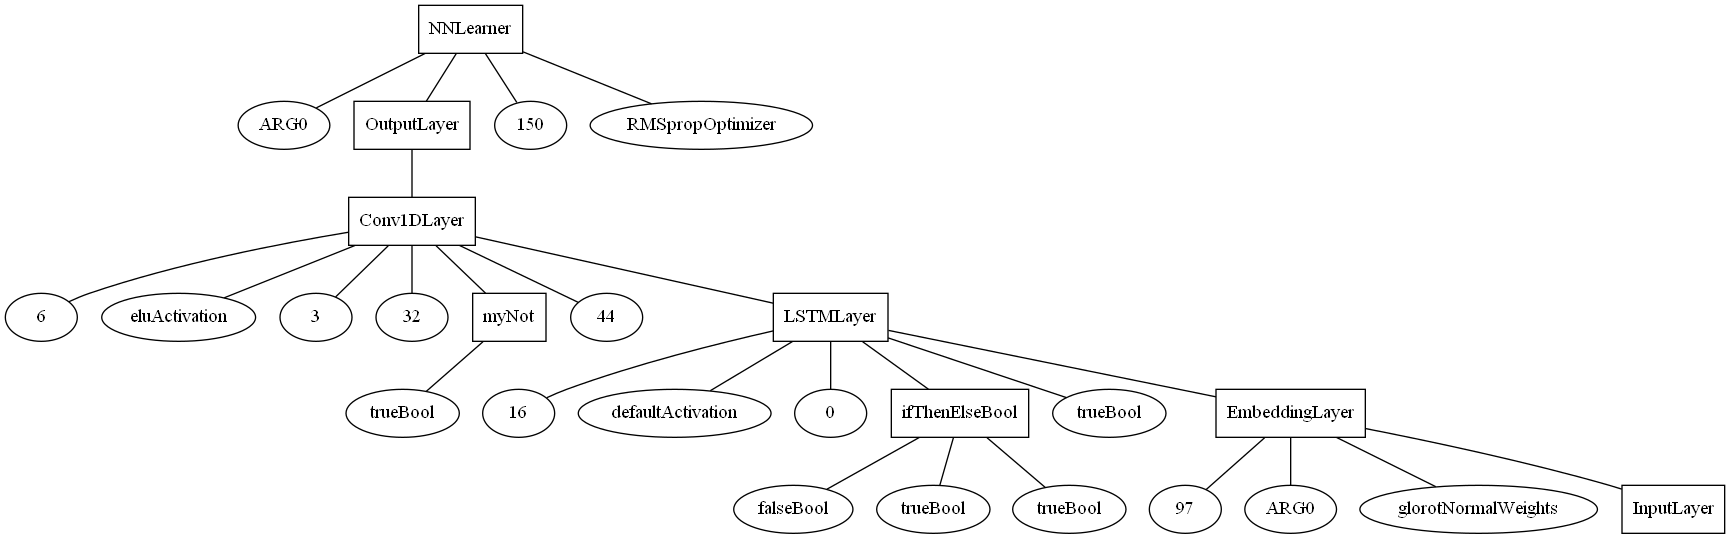 NNLearner
ARG0
OutputLayer
150
RMSpropOptimizer
Conv1DLayer
6
eluActivation
3
32
myNot
44
LSTMLayer
trueBool
16
defaultActivation
0
ifThenElseBool
trueBool
EmbeddingLayer
falseBool
trueBool
trueBool
97
ARG0
glorotNormalWeights
InputLayer